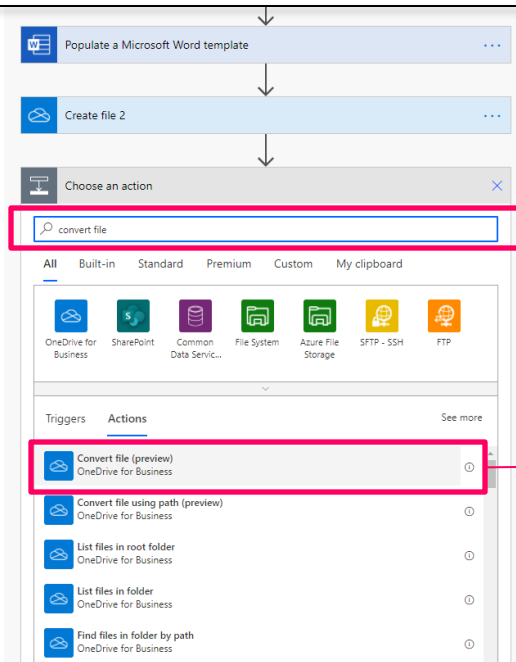 Populate a Microsoft Word template
Create file 2
Choose an action
convert file
All Built-in Standard Premium Custom My clipboard
OneDrive for Business
SharePoint
Common Data Servic...
File System
Azure File Storage
SFTP - SSH
FTP
Triggers Actions See more
Convert file (preview)
OneDrive for Business
Convert file using path (preview)
OneDrive for Business
List files in root folder
OneDrive for Business
List files in folder
OneDrive for Business
Find files in folder by path
OneDrive for Business